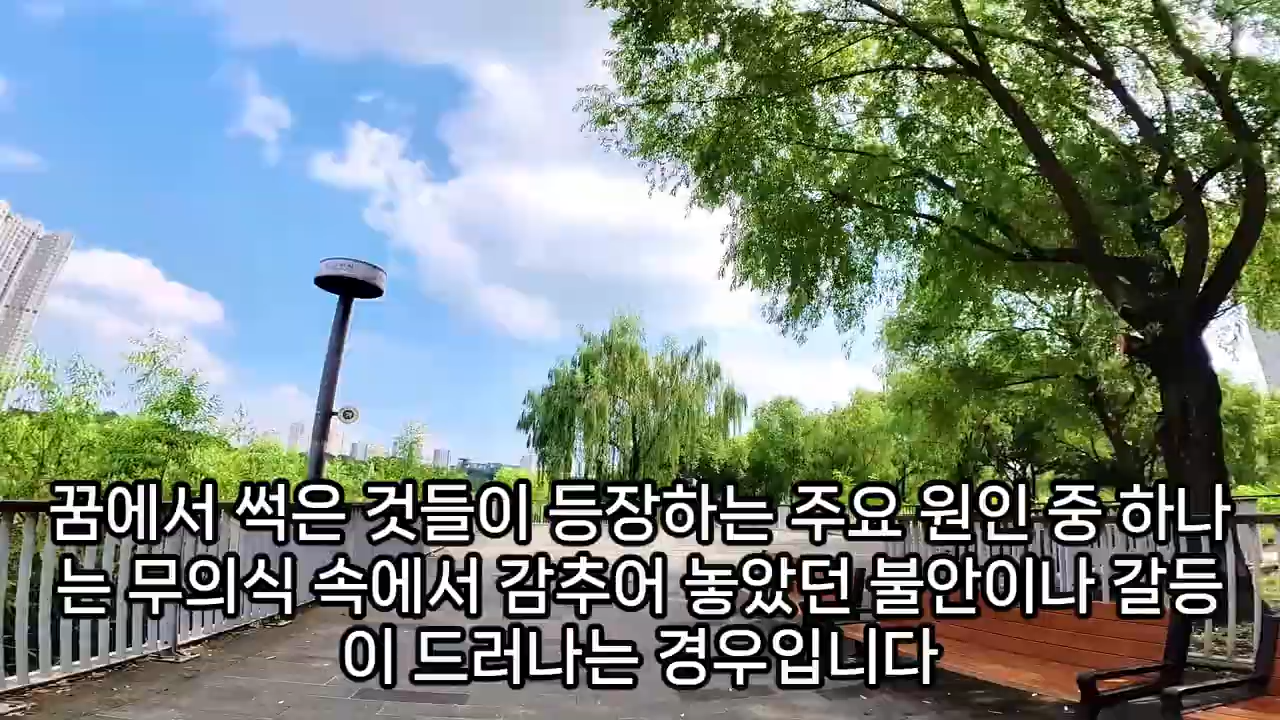 꿈에서 썩은 것들이 등장하는 주요 원인 중 하나
는 무의식 속에서 감추어 놓았던 불안이나 갈등
이 드러나는 경우입니다